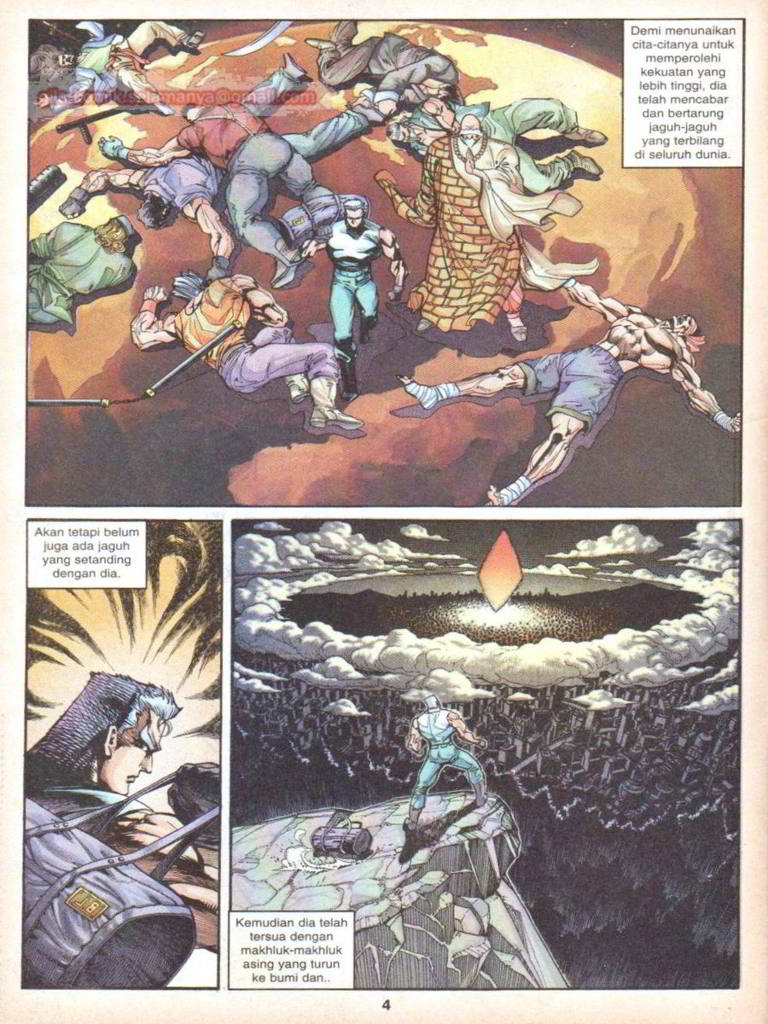 Demi menunaikan
cita-citanya untuk
memperolehi
kekuatan yang
lebih tinggi, dia
telah mencabar
dan bertarung
jaguh-jaguh
yang terbilang
di seluruh dunia.
Akan tetapi belum
juga ada jaguh
yang setanding
dengan dia.
Kemudian dia telah
tersua dengan
makhluk-makhluk
asing yang turun
ke bumi dan..
4